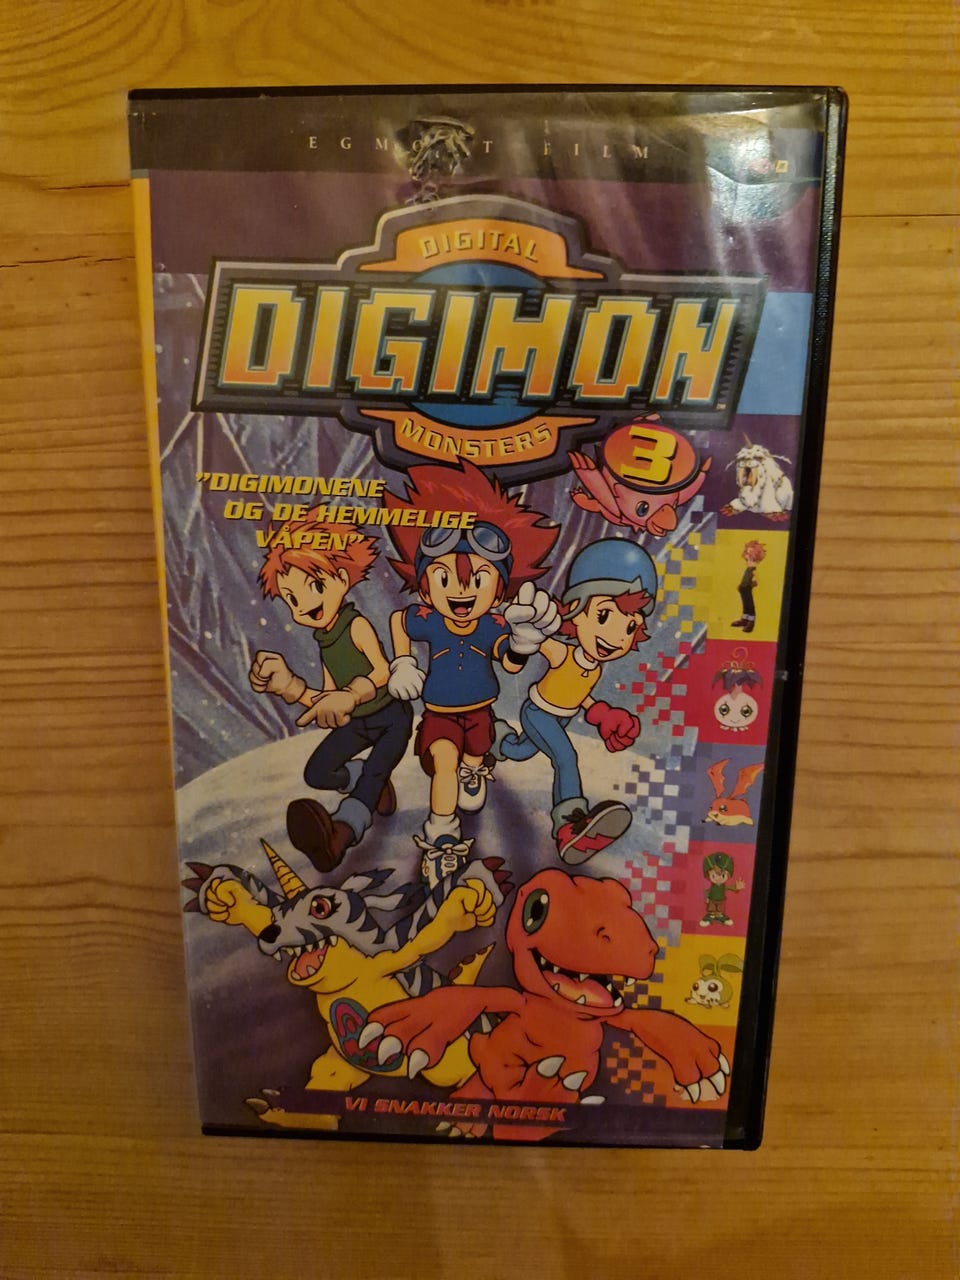 EGMONT FILM
DIGITAL
DIGIMON
MONSTERS
3
"DIGIMONENE
OG DE HEMMELIGE
VÅPEN"
VI SNAKKER NORSK